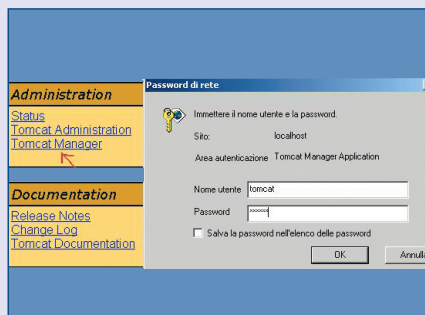 Administration
Status
Tomcat Administration
Tomcat Manager
Documentation
Release Notes
Change Log
Tomcat Documentation
Password di rete
Immettere il nome utente e la password.
Sito: localhost
Area autenticazione Tomcat Manager Application
Nome utente tomcat
Password xxxxxx
Salva la password nell'elenco delle password
OK Annulla